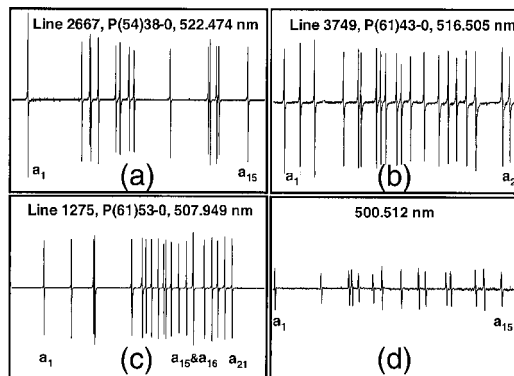 Line 2667, P(54)38-0, 522.474 nm
a1
(a)
a15
Line 3749, P(61)43-0, 516.505 nm
a1
(b)
Line 1275, P(61)53-0, 507.949 nm
a1
(c)
a15&a16
a21
500.512 nm
a1
(d)
a15